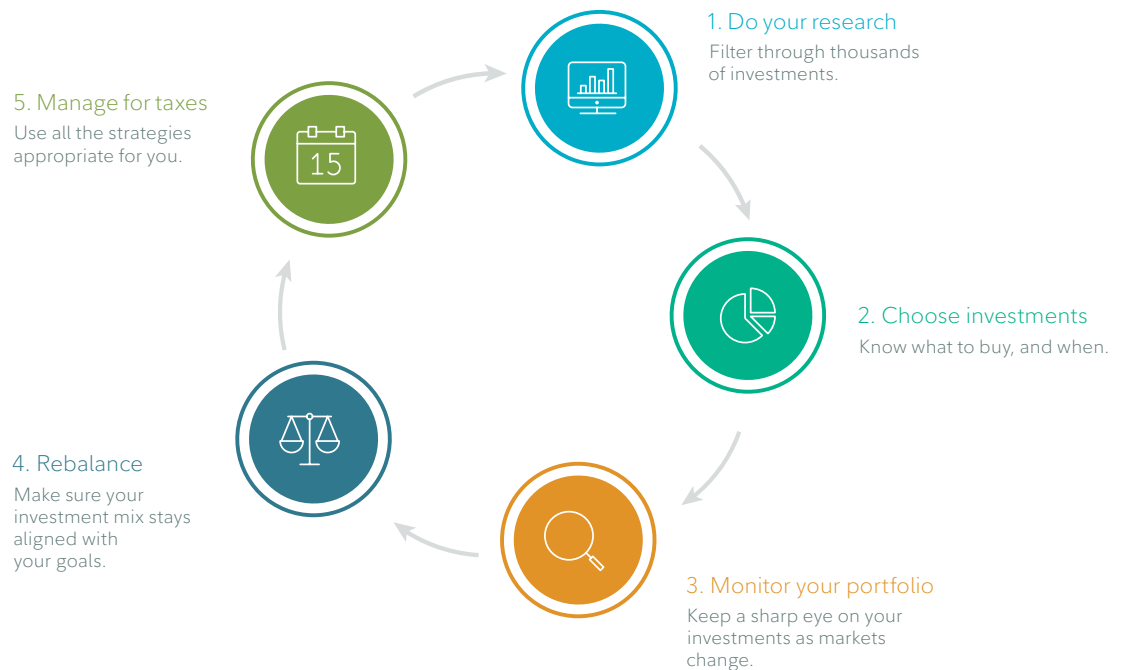 1. Do your research
Filter through thousands
of investments.
2. Choose investments
Know what to buy, and when.
3. Monitor your portfolio
Keep a sharp eye on your
investments as markets
change.
4. Rebalance
Make sure your
investment mix stays
aligned with
your goals.
5. Manage for taxes
Use all the strategies
appropriate for you.
15